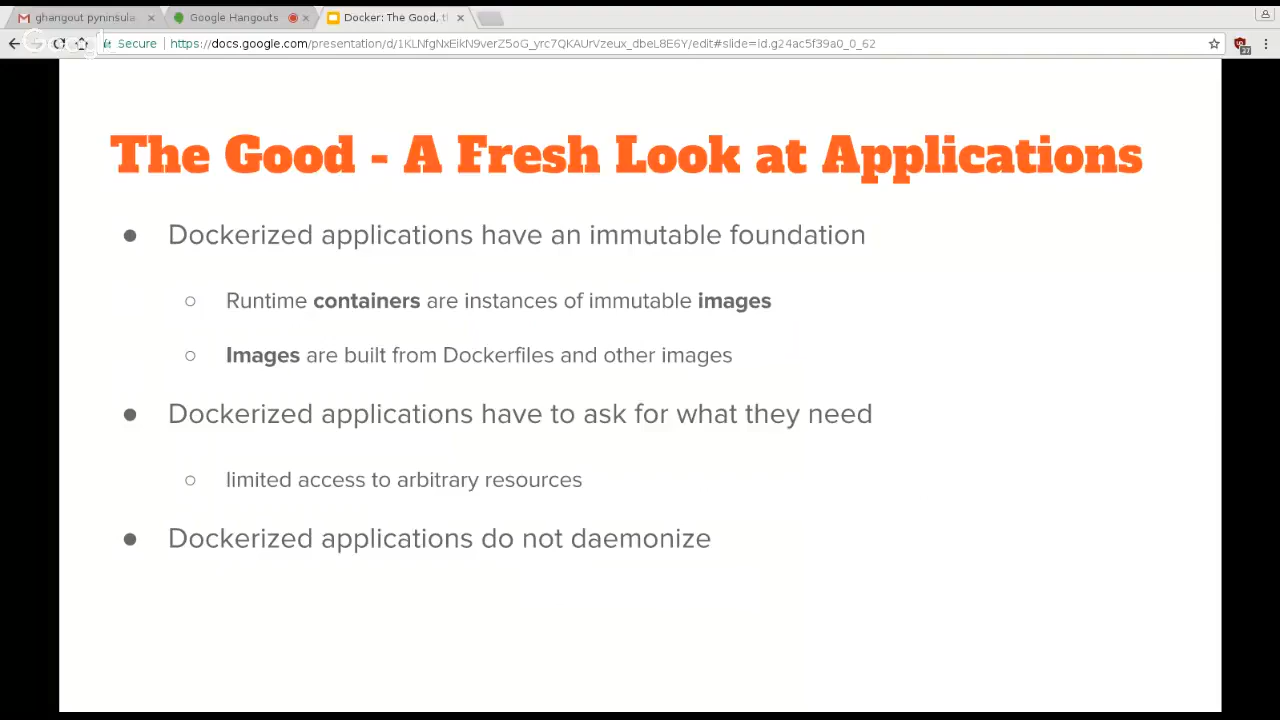 ghangout pyninsula
Google Hangouts
Docker: The Good, t
Secure
https://docs.google.com/presentation/d/1KLNfgNxEikN9verZ5oG_yrc7QKAUrVzeux_dbeL8E6Y/edit#slide=id.g24ac5f39a0_0_62
27
The Good - A Fresh Look at Applications
● Dockerized applications have an immutable foundation
○ Runtime containers are instances of immutable images
○ Images are built from Dockerfiles and other images
● Dockerized applications have to ask for what they need
○ limited access to arbitrary resources
● Dockerized applications do not daemonize